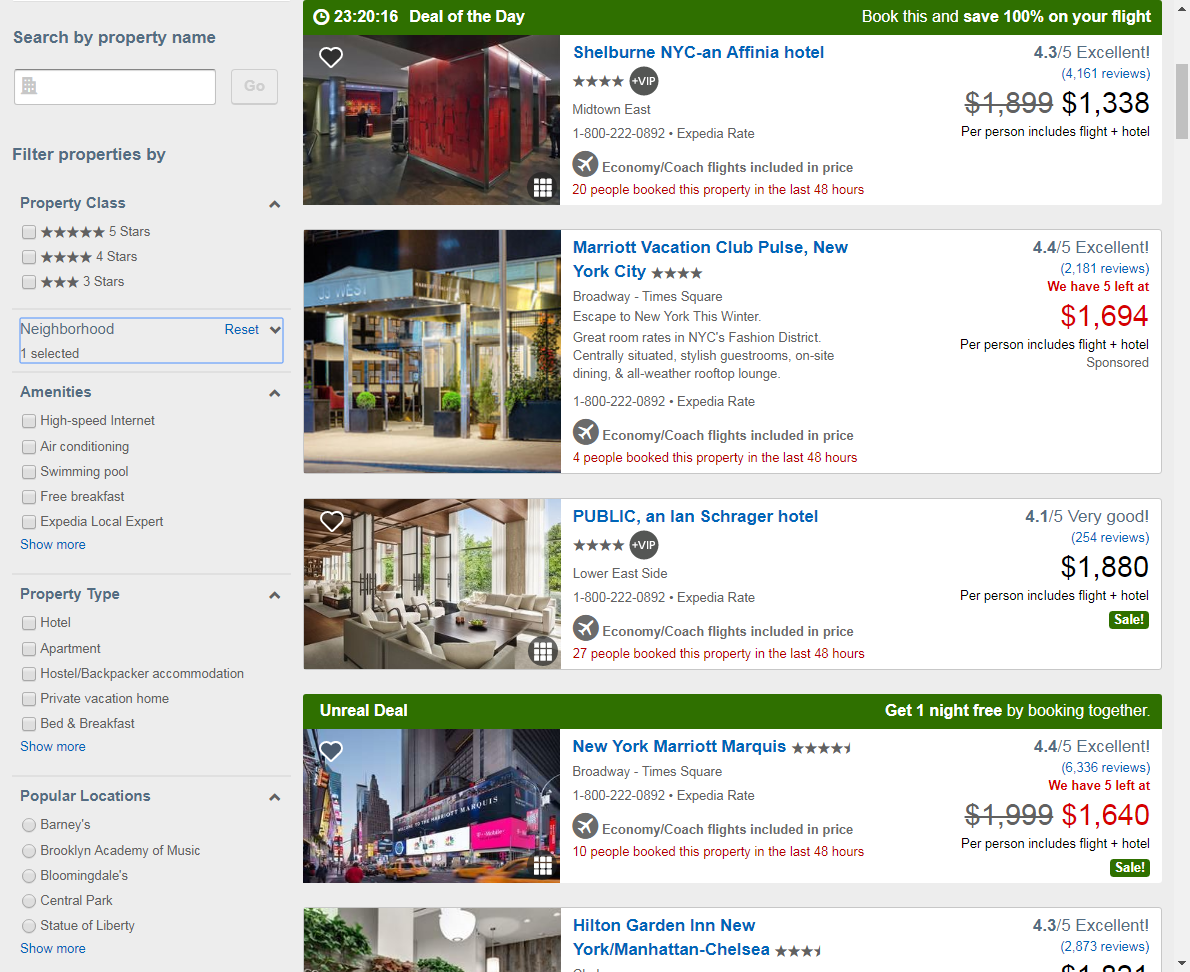 Search by property name
Go
Filter properties by
Property Class
5 Stars
4 Stars
3 Stars
Neighborhood Reset
1 selected
Amenities
High-speed Internet
Air conditioning
Swimming pool
Free breakfast
Expedia Local Expert
Show more
Property Type
Hotel
Apartment
Hostel/Backpacker accommodation
Private vacation home
Bed & Breakfast
Show more
Popular Locations
Barney's
Brooklyn Academy of Music
Bloomingdale's
Central Park
Statue of Liberty
Show more
23:20:16 Deal of the Day Book this and save 100% on your flight
Shelburne NYC-an Affinia hotel
+VIP
Midtown East
1-800-222-0892 • Expedia Rate
Economy/Coach flights included in price
20 people booked this property in the last 48 hours
4.3/5 Excellent!
(4,161 reviews)
$1,899 $1,338
Per person includes flight + hotel
33 WEST
Marriott Vacation Club Pulse, New
York City
Broadway - Times Square
Escape to New York This Winter.
Great room rates in NYC's Fashion District.
Centrally situated, stylish guestrooms, on-site
dining, & all-weather rooftop lounge.
1-800-222-0892 • Expedia Rate
Economy/Coach flights included in price
4 people booked this property in the last 48 hours
4.4/5 Excellent!
(2,181 reviews)
We have 5 left at
$1,694
Per person includes flight + hotel
Sponsored
PUBLIC, an Ian Schrager hotel
+VIP
Lower East Side
1-800-222-0892 • Expedia Rate
Economy/Coach flights included in price
27 people booked this property in the last 48 hours
4.1/5 Very good!
(254 reviews)
$1,880
Per person includes flight + hotel
Sale!
Unreal Deal Get 1 night free by booking together.
WELCOME TO THE MARRIOTT MARQUIS
New York Marriott Marquis
Broadway - Times Square
1-800-222-0892 • Expedia Rate
Economy/Coach flights included in price
10 people booked this property in the last 48 hours
4.4/5 Excellent!
(6,336 reviews)
We have 5 left at
$1,999 $1,640
Per person includes flight + hotel
Sale!
Hilton Garden Inn New
York/Manhattan-Chelsea
4.3/5 Excellent!
(2,873 reviews)